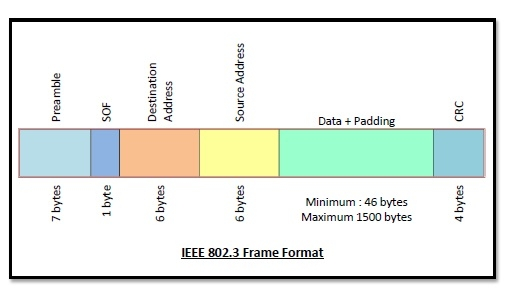 Preamble
SOF
Destination
Address
Source Address
Data + Padding
CRC
7 bytes
1 byte
6 bytes
6 bytes
Minimum : 46 bytes
Maximum 1500 bytes
4 bytes
IEEE 802.3 Frame Format